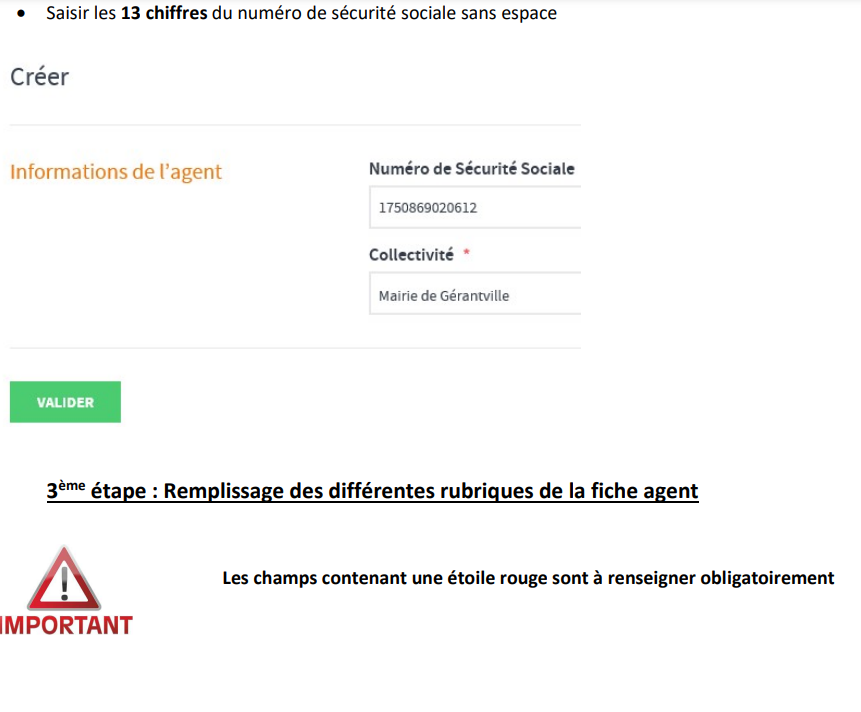 • Saisir les 13 chiffres du numéro de sécurité sociale sans espace
Créer
Informations de l'agent
Numéro de Sécurité Sociale
1750869020612
Collectivité *
Mairie de Gérantville
VALIDER
3ème étape : Remplissage des différentes rubriques de la fiche agent
Les champs contenant une étoile rouge sont à renseigner obligatoirement
!
IMPORTANT